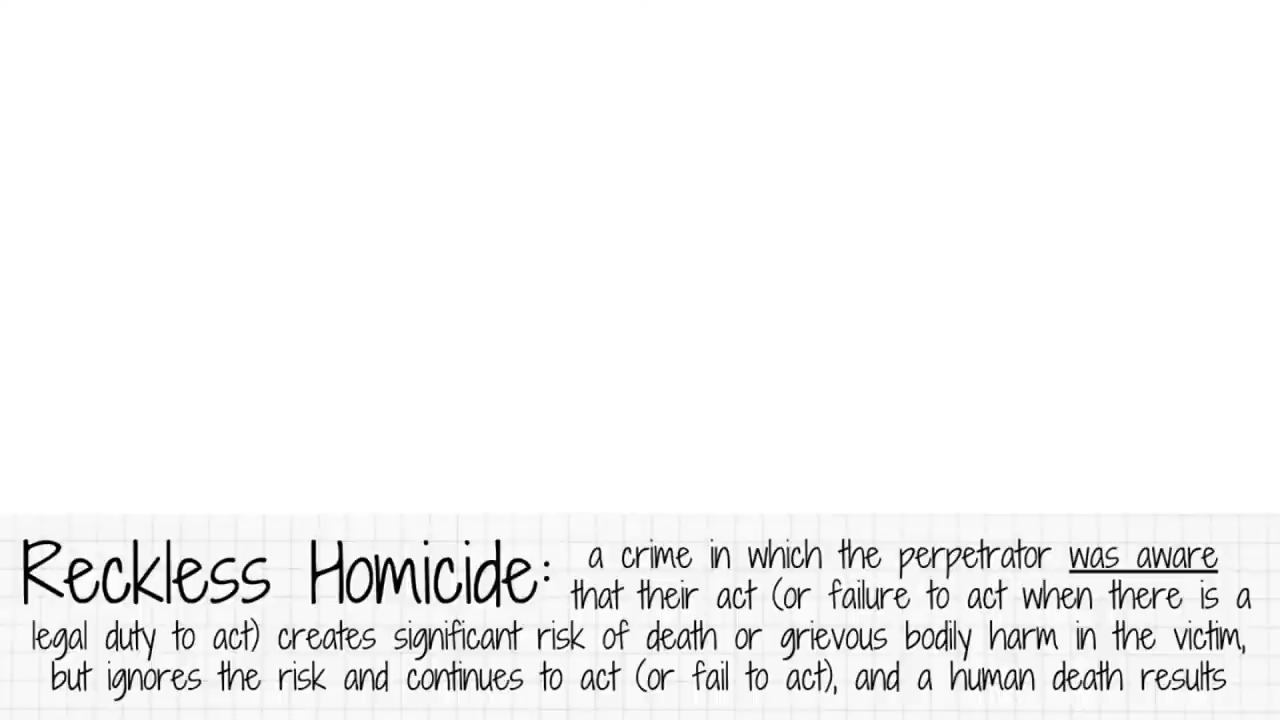 Reckless Homicide: a crime in which the perpetrator was aware
that their act (or failure to act when there is a
legal duty to act) creates significant risk of death or grievous bodily harm in the victim,
but ignores the risk and continues to act (or fail to act), and a human death results